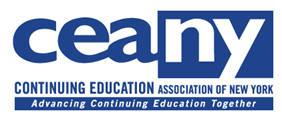 ceany
CONTINUING EDUCATION ASSOCIATION OF NEW YORK
Advancing Continuing Education Together